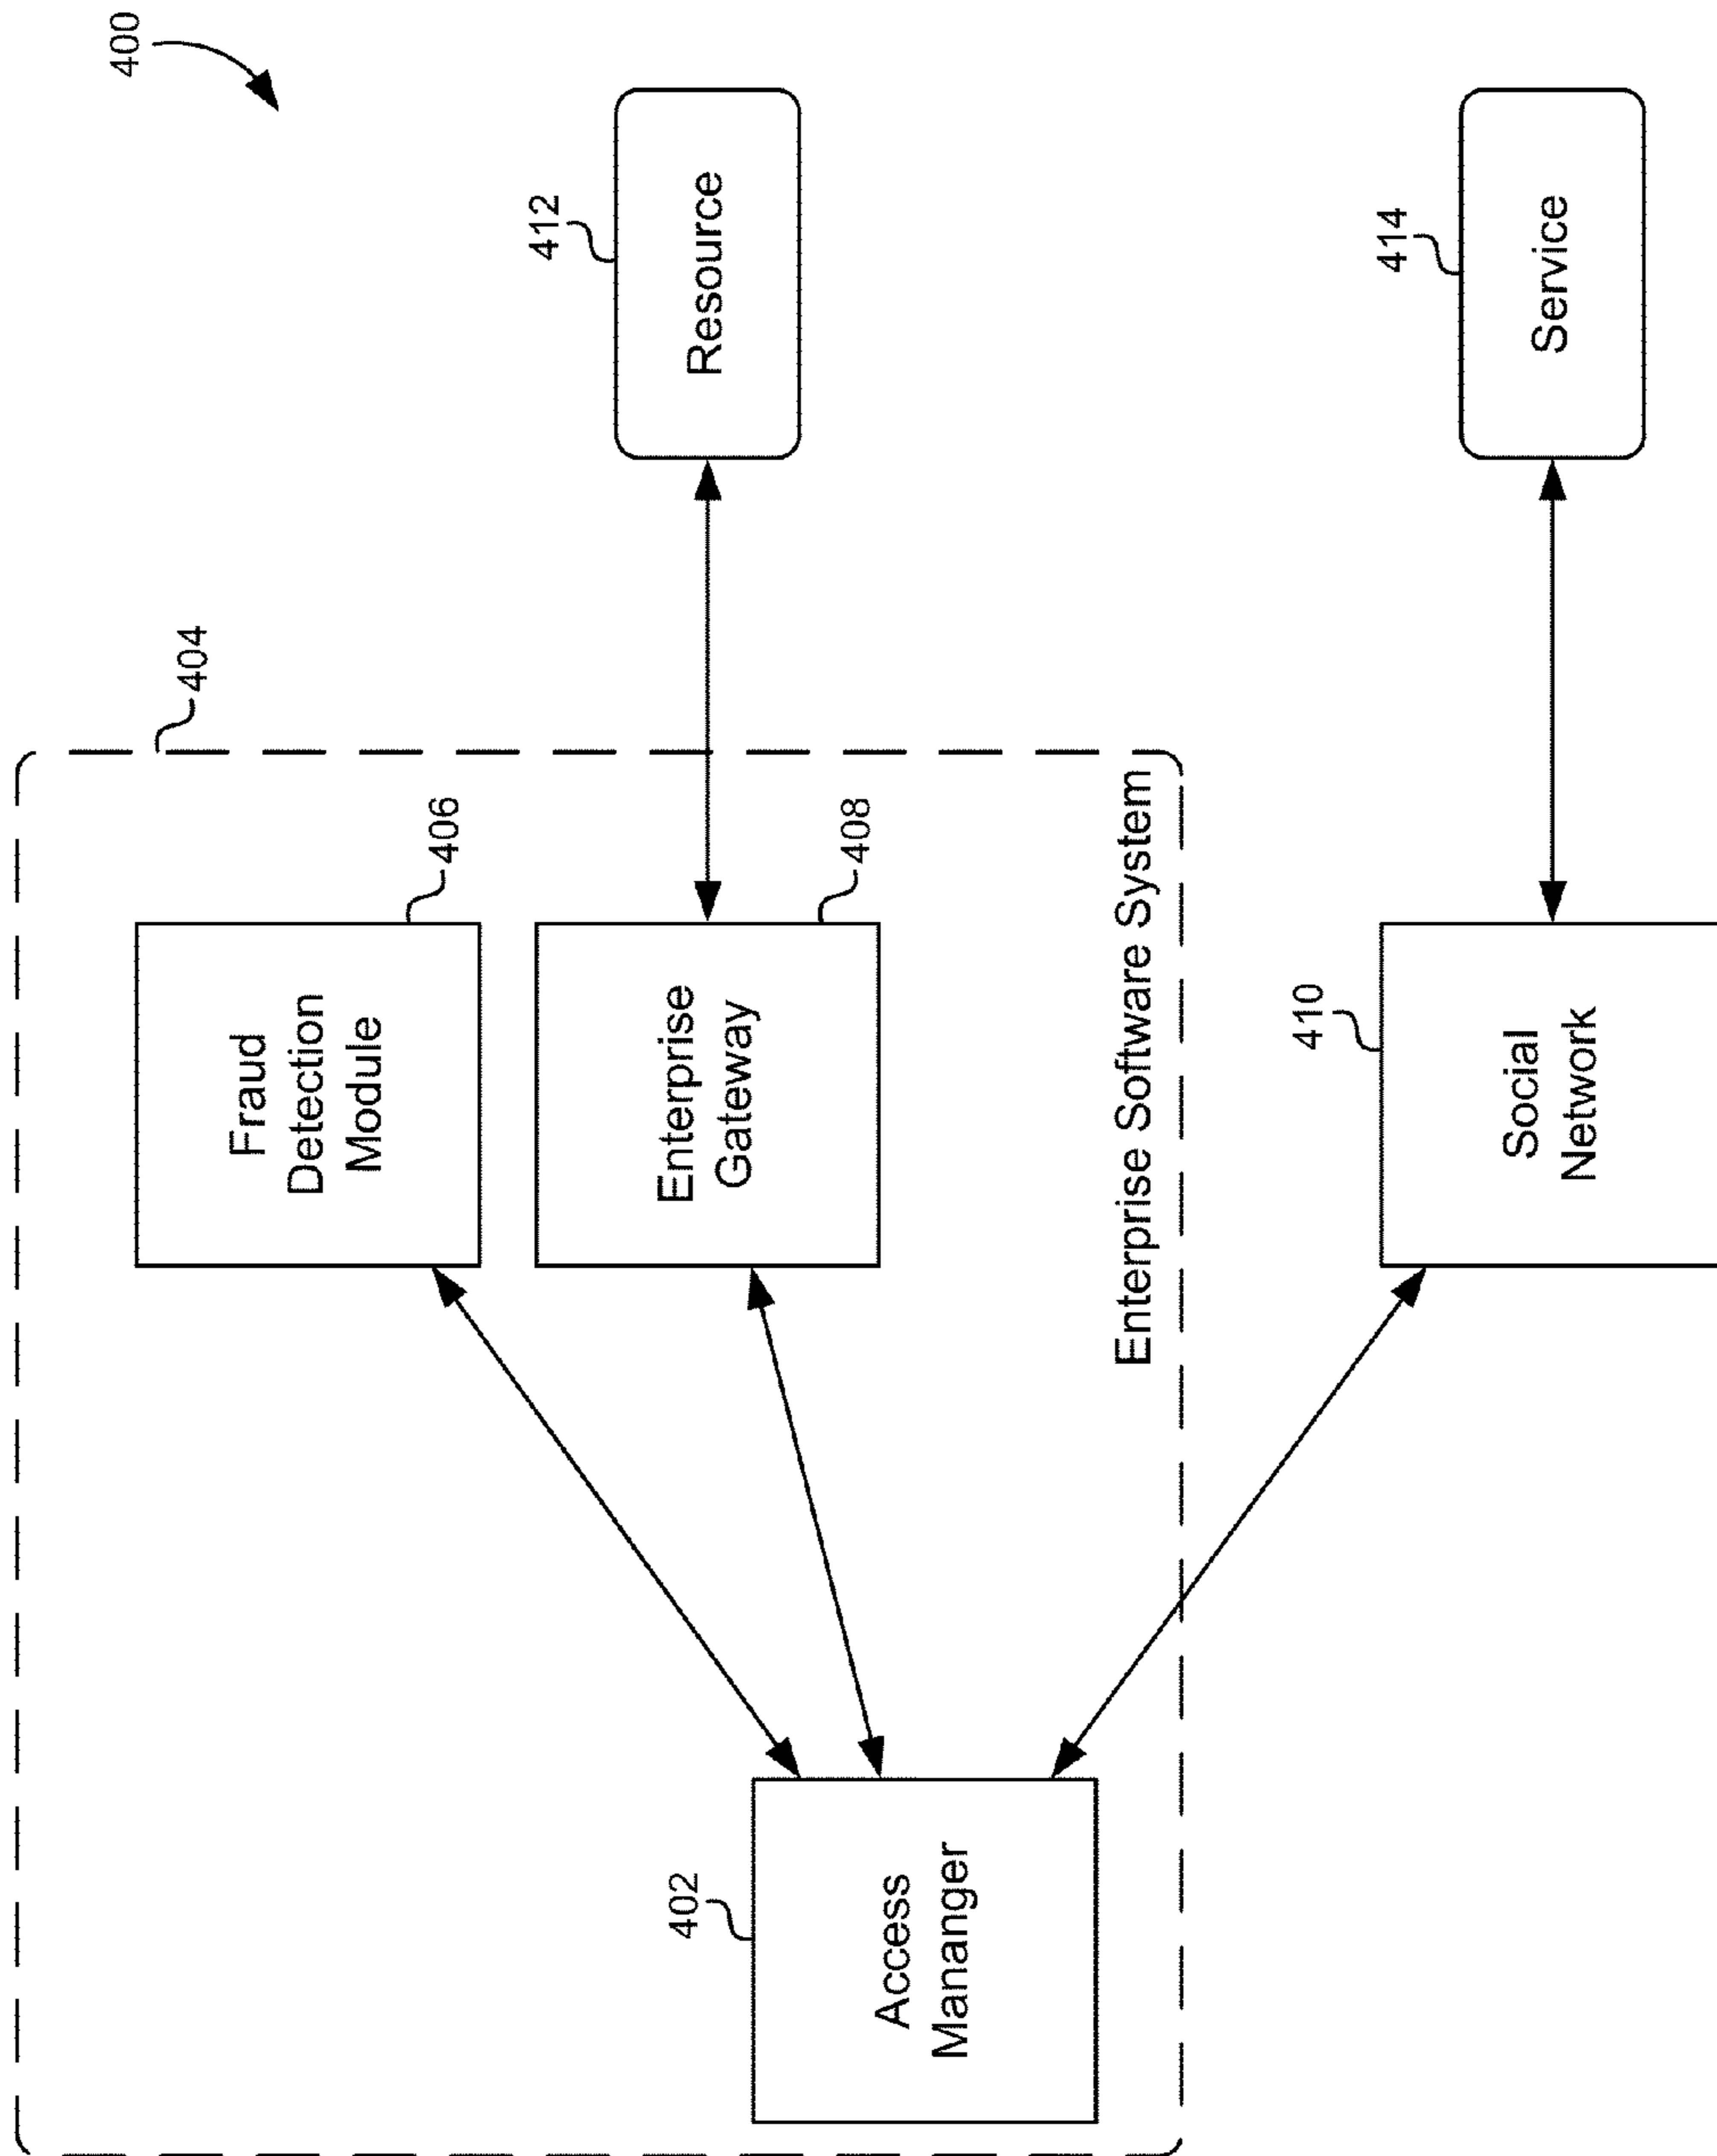 400
404
Fraud
Detection
Module
406
Enterprise
Gateway
408
412
Resource
402
Access
Mananger
Enterprise Software System
410
Social
Network
414
Service